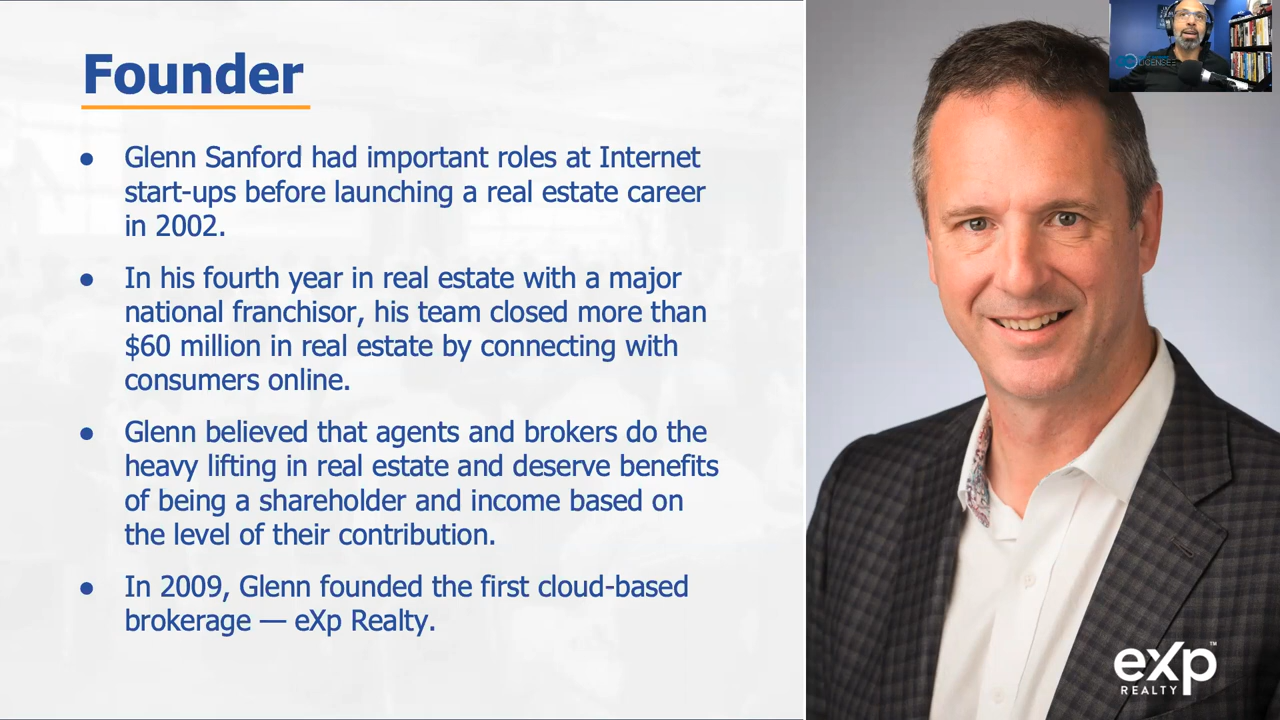 Founder
● Glenn Sanford had important roles at Internet
start-ups before launching a real estate career
in 2002.
● In his fourth year in real estate with a major
national franchisor, his team closed more than
$60 million in real estate by connecting with
consumers online.
● Glenn believed that agents and brokers do the
heavy lifting in real estate and deserve benefits
of being a shareholder and income based on
the level of their contribution.
● In 2009, Glenn founded the first cloud-based
brokerage — eXp Realty.
LICENSEE
eXp™
REALTY